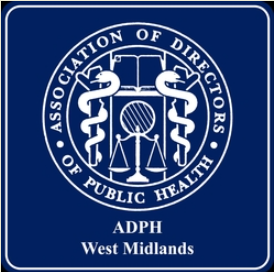 ASSOCIATION OF DIRECTORS
• OF PUBLIC HEALTH •
ADPH
West Midlands